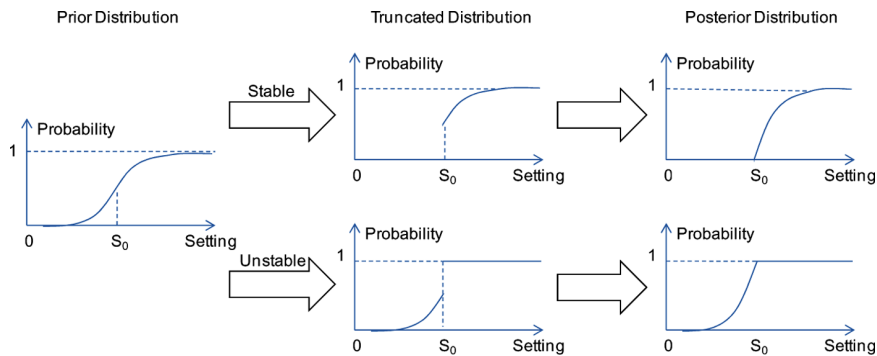 Prior Distribution
Truncated Distribution
Posterior Distribution
Probability
1
0
S₀
Setting
Stable
Probability
1
0
S₀
Setting
Probability
1
0
S₀
Setting
Unstable
Probability
1
0
S₀
Setting
Probability
1
0
S₀
Setting